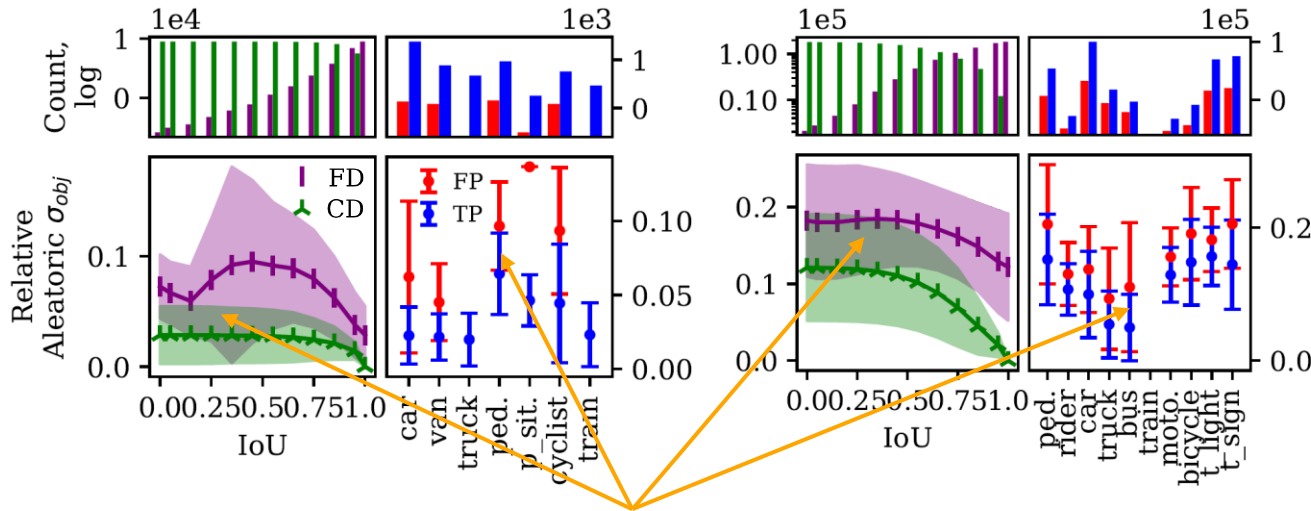 1e4
1e3
1e5
1e5
Count,
log
1
0
1
0
1.00
0.10
1
0
Relative
Aleatoric σobj
0.1
0.0
FD
CD
FP
TP
0.10
0.05
0.00
0.2
0.1
0.0
0.2
0.0
0.00.250.50.751.0
IoU
car
van
truck
ped.
p_sit.
cyclist
train
0.00.250.50.751.0
IoU
ped.
rider
car
truck
bus
train
moto.
bicycle
t_light
t_sign